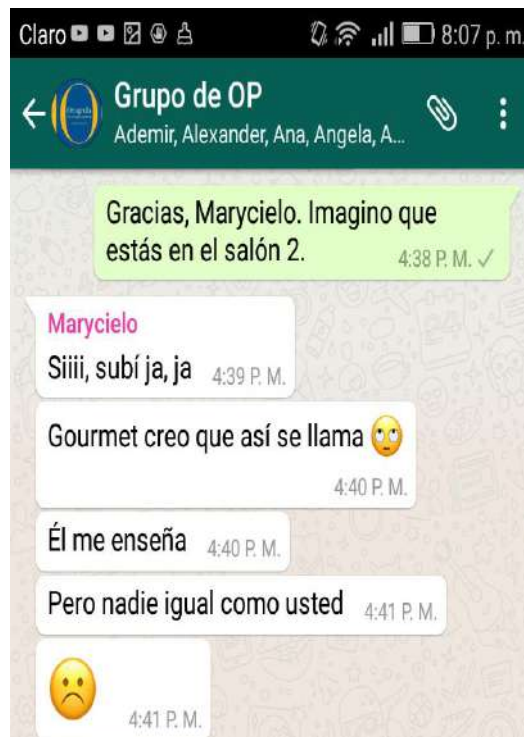 Claro 8:07 p. m.
Grupo de OP
Ademir, Alexander, Ana, Angela, A...
Gracias, Marycielo. Imagino que
estás en el salón 2.
4:38 P. M.
Marycielo
Siiii, subí ja, ja 4:39 P. M.
Gourmet creo que así se llama
4:40 P. M.
Él me enseña 4:40 P. M.
Pero nadie igual como usted 4:41 P. M.
4:41 P. M.